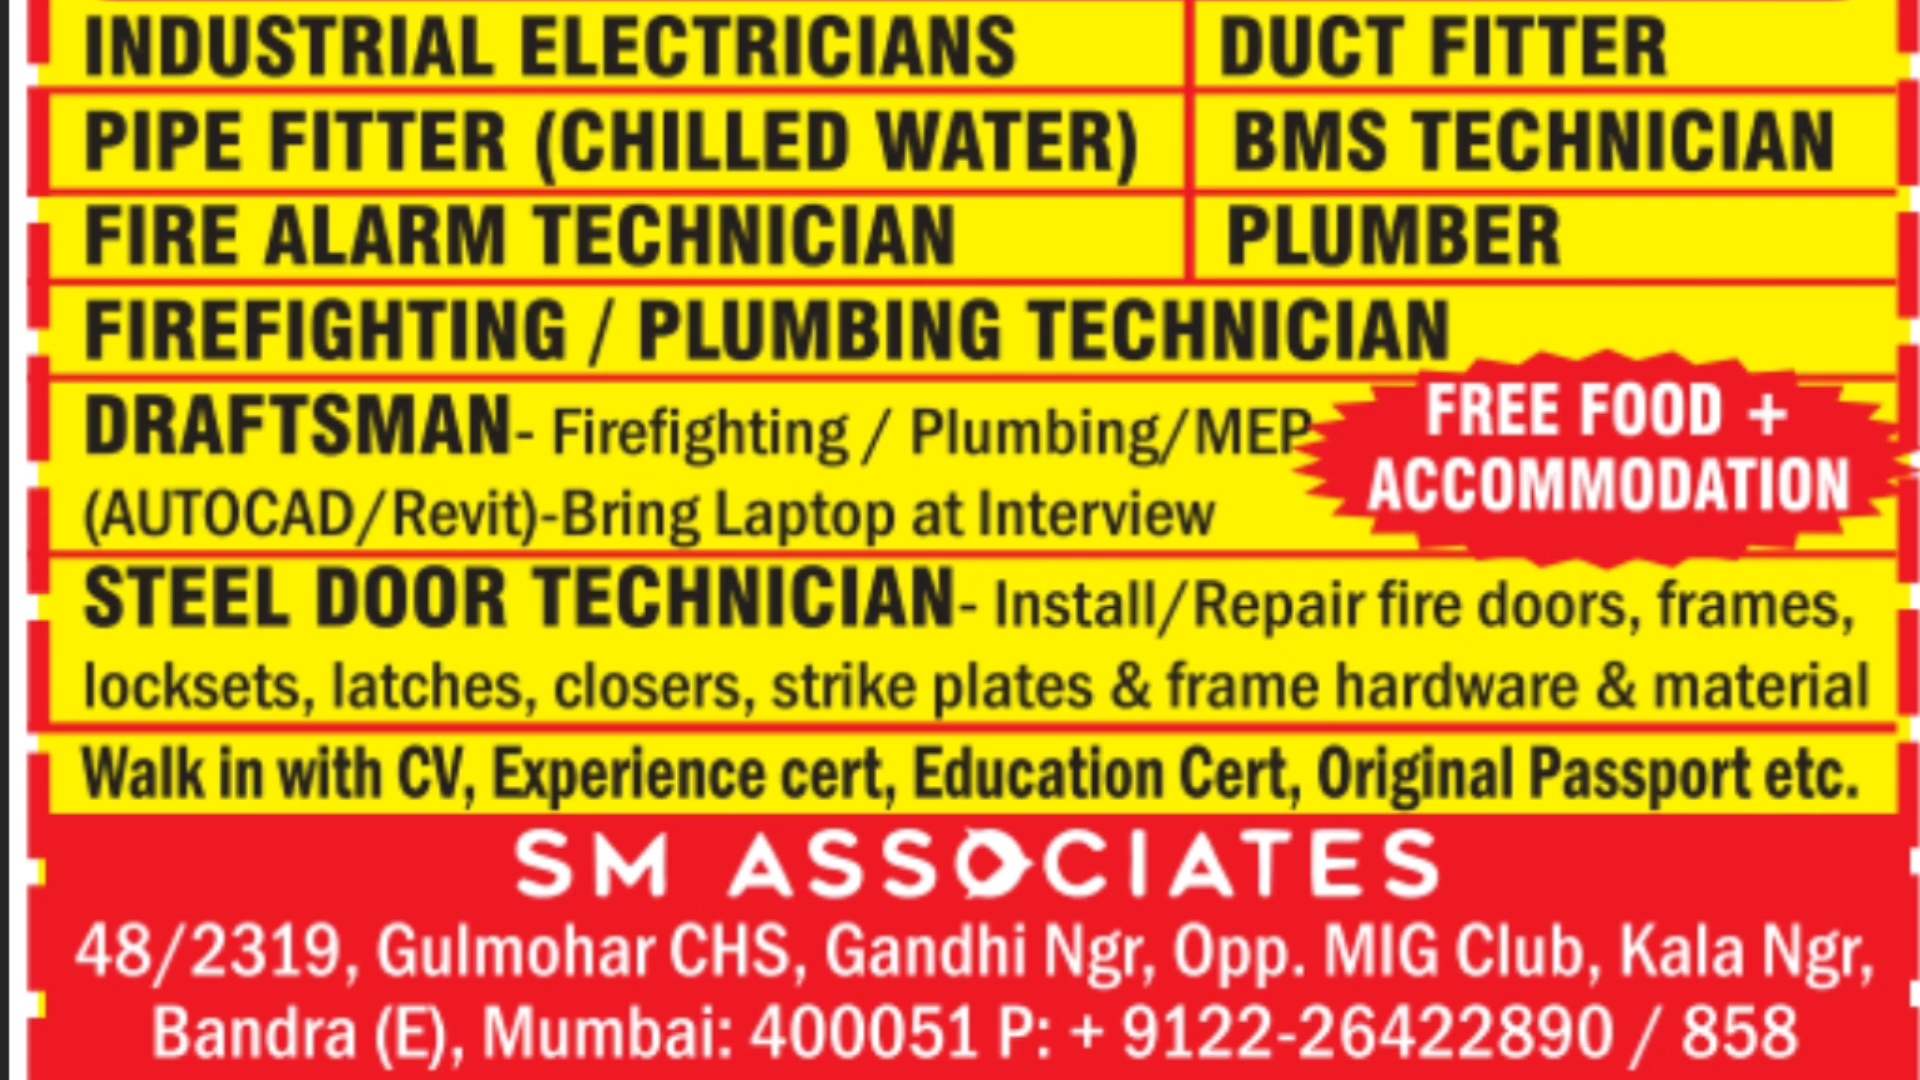 INDUSTRIAL ELECTRICIANS
DUCT FITTER
PIPE FITTER (CHILLED WATER)
BMS TECHNICIAN
FIRE ALARM TECHNICIAN
PLUMBER
FIREFIGHTING / PLUMBING TECHNICIAN
DRAFTSMAN- Firefighting / Plumbing/MEP
(AUTOCAD/Revit)-Bring Laptop at Interview
FREE FOOD +
ACCOMMODATION
STEEL DOOR TECHNICIAN- Install/Repair fire doors, frames,
locksets, latches, closers, strike plates & frame hardware & material
Walk in with CV, Experience cert, Education Cert, Original Passport etc.
SM ASSOCIATES
48/2319, Gulmohar CHS, Gandhi Ngr, Opp. MIG Club, Kala Ngr,
Bandra (E), Mumbai: 400051 P: + 9122-26422890 / 858